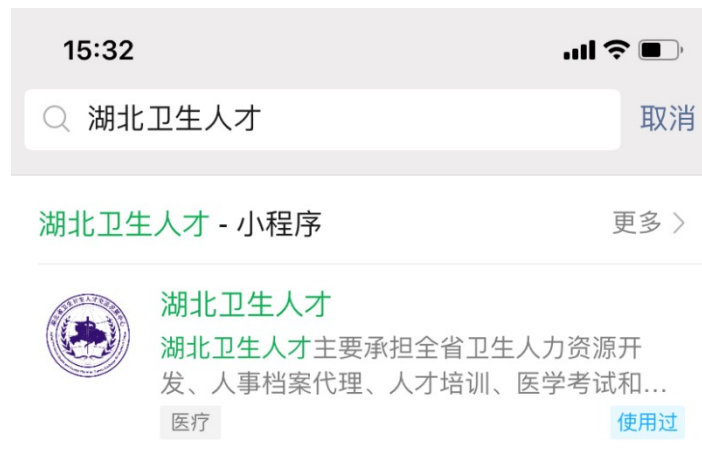 15:32
湖北卫生人才
取消
湖北卫生人才 - 小程序
更多
湖北卫生人才
湖北卫生人才主要承担全省卫生人力资源开
发、人事档案代理、人才培训、医学考试和...
医疗
使用过